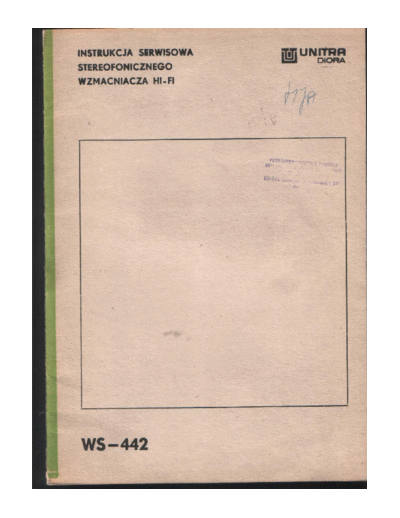 INSTRUKCJA SERWISOWA
STEREOFONICZNEGO
WZMACNIACZA HI-FI
UNITRA
DIORA
WS-442